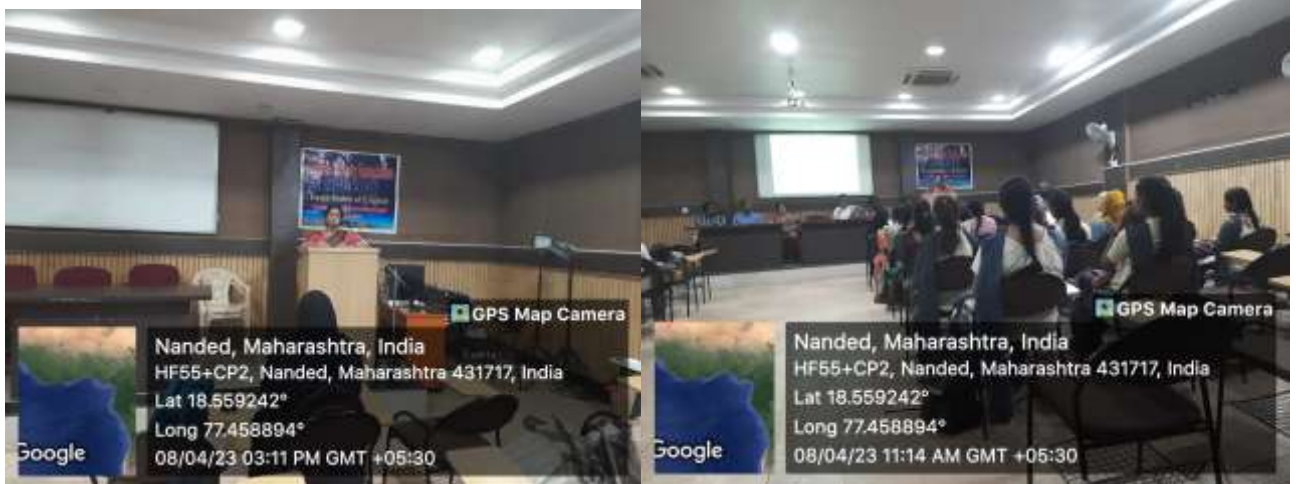 GPS Map Camera
Nanded, Maharashtra, India
HF55+CP2, Nanded, Maharashtra 431717, India
Lat 18.559242°
Long 77.458894°
08/04/23 03:11 PM GMT +05:30
Google
GPS Map Camera
Nanded, Maharashtra, India
HF55+CP2, Nanded, Maharashtra 431717, India
Lat 18.559242°
Long 77.458894°
08/04/23 11:14 AM GMT +05:30
Google